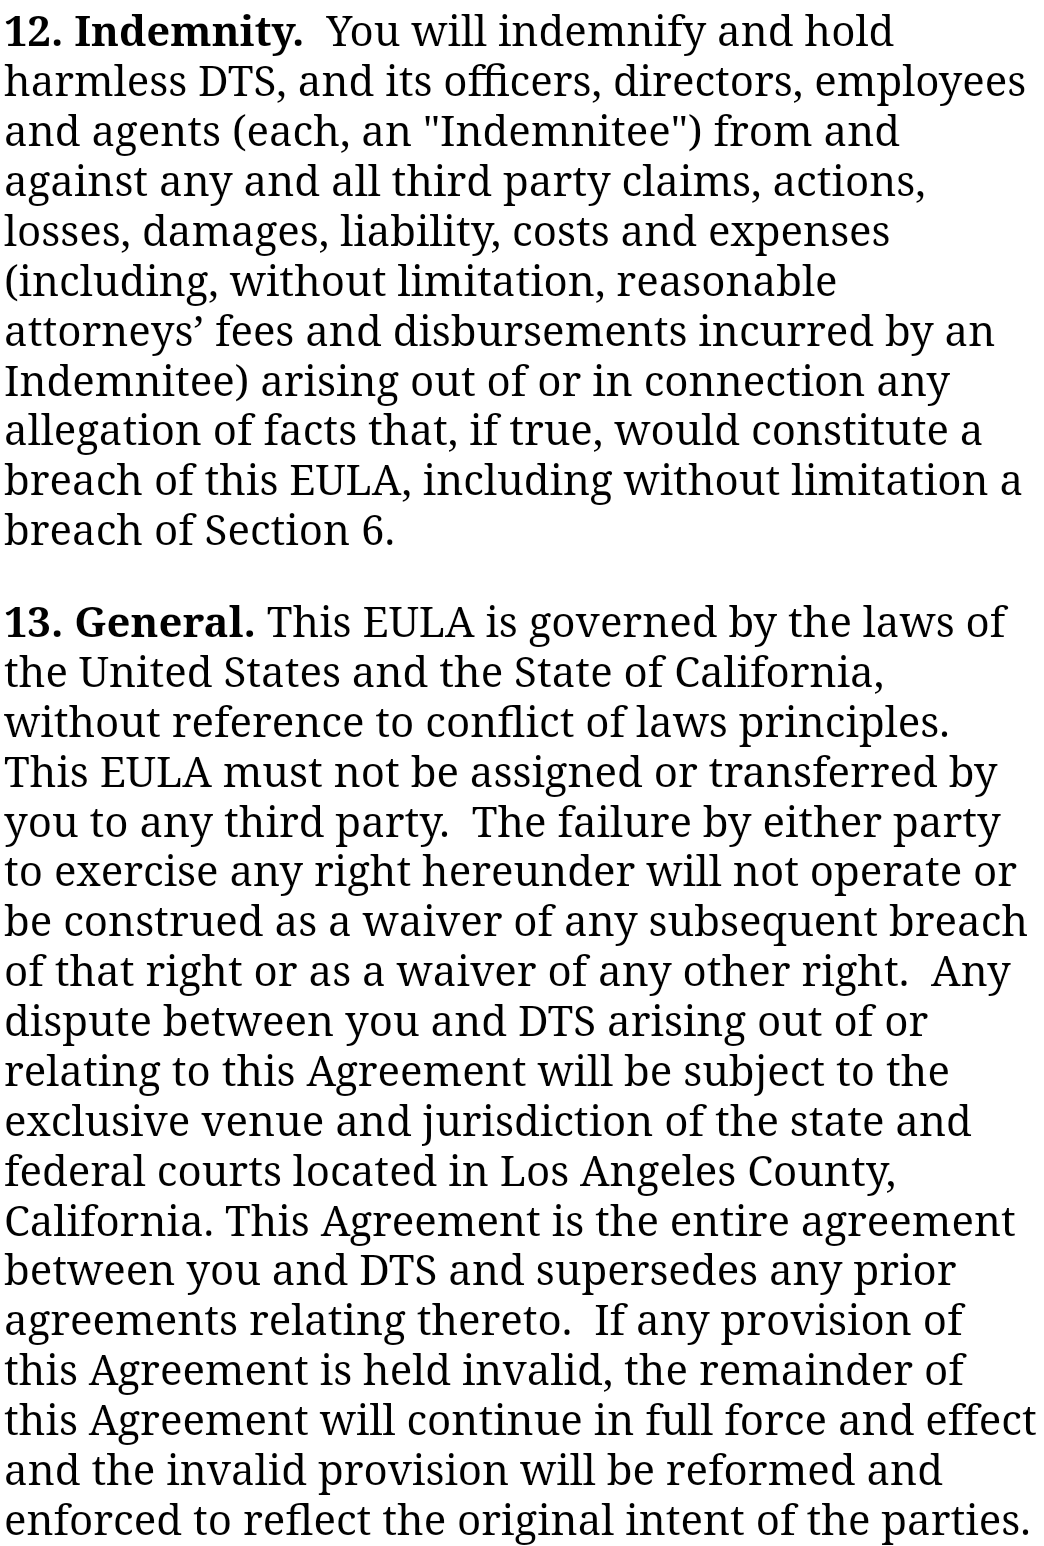 12. Indemnity.  You will indemnify and hold
harmless DTS, and its officers, directors, employees
and agents (each, an "Indemnitee") from and
against any and all third party claims, actions,
losses, damages, liability, costs and expenses
(including, without limitation, reasonable
attorneys’ fees and disbursements incurred by an
Indemnitee) arising out of or in connection any
allegation of facts that, if true, would constitute a
breach of this EULA, including without limitation a
breach of Section 6.
13. General. This EULA is governed by the laws of
the United States and the State of California,
without reference to conflict of laws principles.
This EULA must not be assigned or transferred by
you to any third party.  The failure by either party
to exercise any right hereunder will not operate or
be construed as a waiver of any subsequent breach
of that right or as a waiver of any other right.  Any
dispute between you and DTS arising out of or
relating to this Agreement will be subject to the
exclusive venue and jurisdiction of the state and
federal courts located in Los Angeles County,
California. This Agreement is the entire agreement
between you and DTS and supersedes any prior
agreements relating thereto.  If any provision of
this Agreement is held invalid, the remainder of
this Agreement will continue in full force and effect
and the invalid provision will be reformed and
enforced to reflect the original intent of the parties.